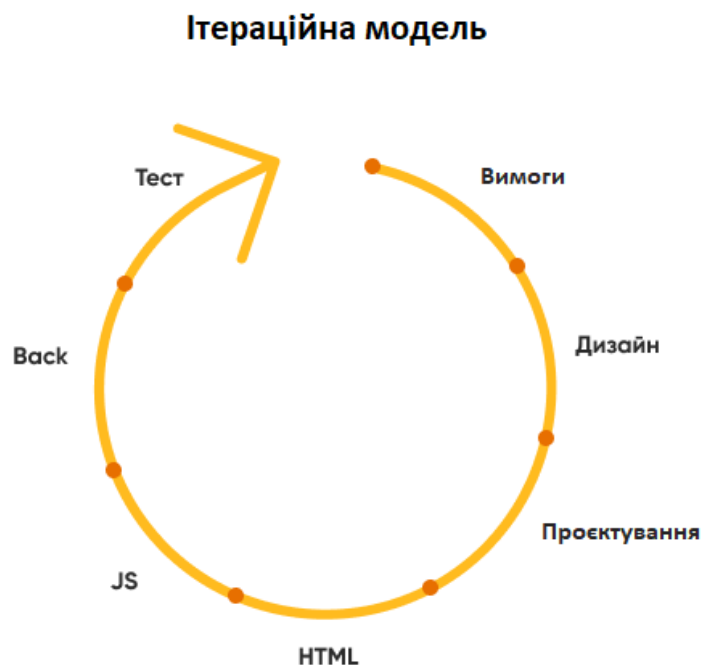 Ітераційна модель
Вимоги
Дизайн
Проєктування
HTML
JS
Back
Тест